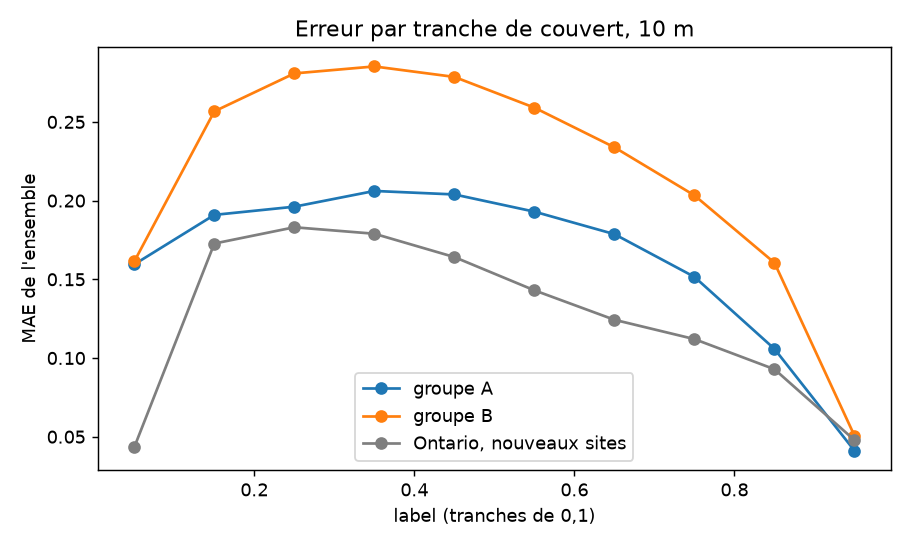 Erreur par tranche de couvert, 10 m
MAE de l'ensemble
0.25
0.20
0.15
0.10
0.05
groupe A
groupe B
Ontario, nouveaux sites
0.2 0.4 0.6 0.8
label (tranches de 0,1)